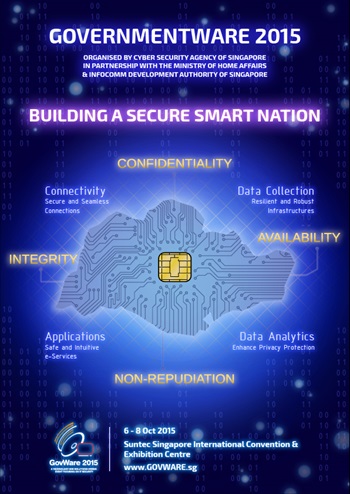 GOVERNMENTWARE 2015
ORGANISED BY CYBER SECURITY AGENCY OF SINGAPORE
IN PARTNERSHIP WITH THE MINISTRY OF HOME AFFAIRS
& INFOCOMM DEVELOPMENT AUTHORITY OF SINGAPORE
BUILDING A SECURE SMART NATION
CONFIDENTIALITY
Connectivity
Secure and Seamless
Connections
Data Collection
Resilient and Robust
Infrastructures
AVAILABILITY
INTEGRITY
Applications
Safe and Intuitive
e-Services
Data Analytics
Enhance Privacy Protection
NON-REPUDIATION
GovWare 2015
6 - 8 Oct 2015
Suntec Singapore International Convention &
Exhibition Centre
www.GOVWARE.sg